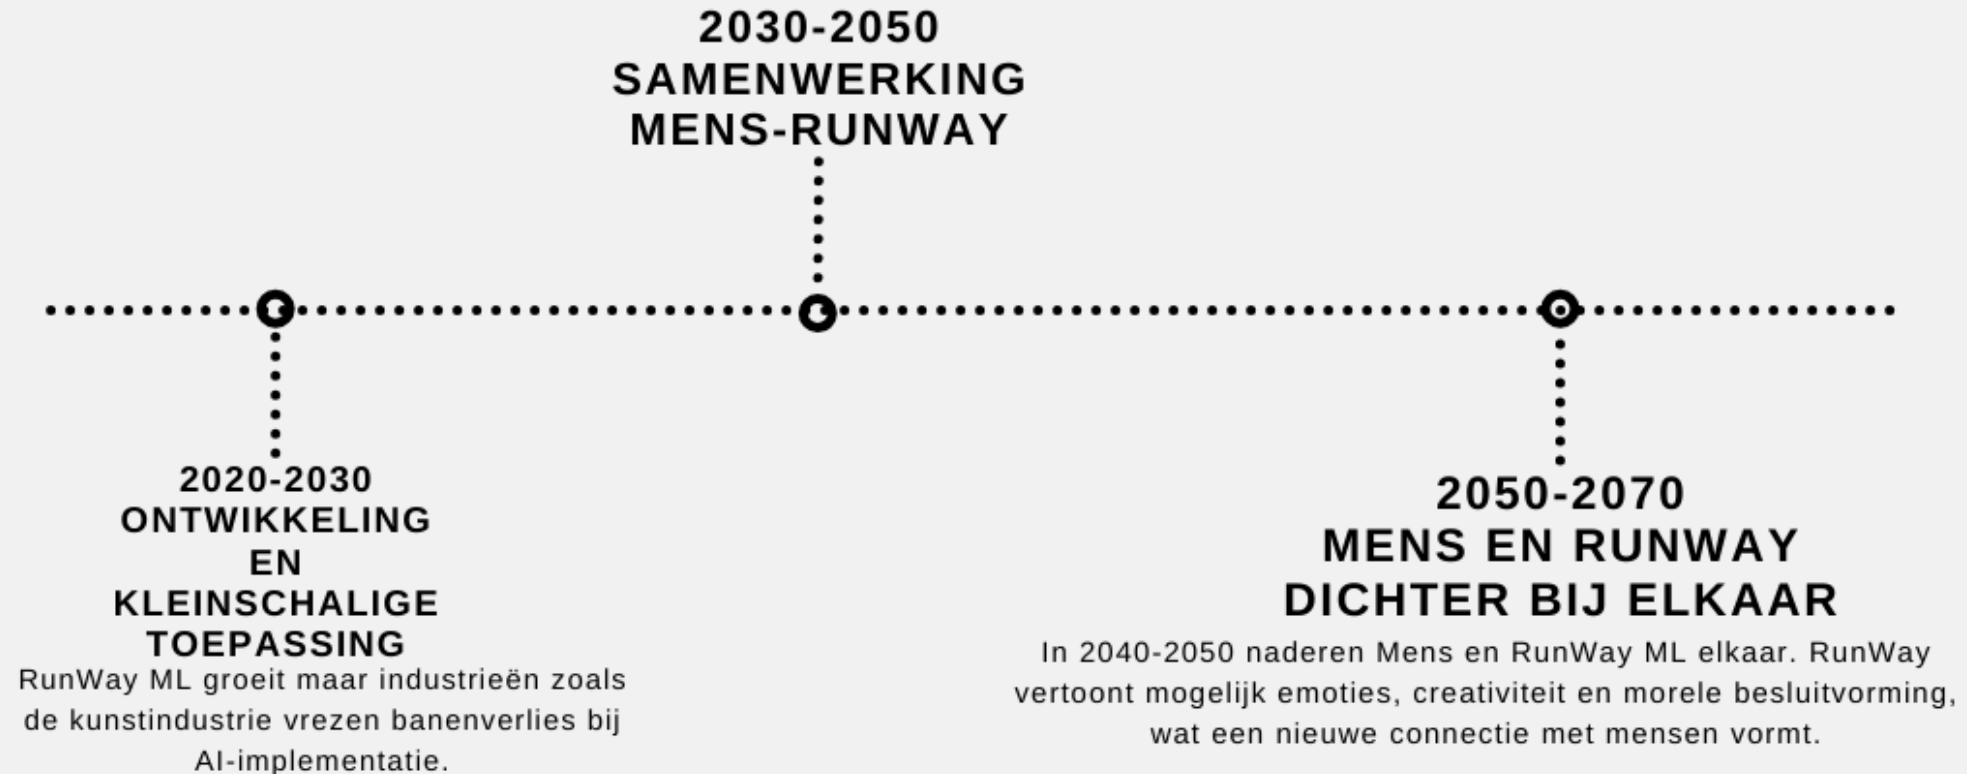 2030-2050
SAMENWERKING
MENS-RUNWAY
2020-2030
ONTWIKKELING
EN
KLEINSCHALIGE
TOEPASSING
RunWay ML groeit maar industrieën zoals
de kunstindustrie vrezen banenverlies bij
AI-implementatie.
2050-2070
MENS EN RUNWAY
DICHTER BIJ ELKAAR
In 2040-2050 naderen Mens en RunWay ML elkaar. RunWay
vertoont mogelijk emoties, creativiteit en morele besluitvorming,
wat een nieuwe connectie met mensen vormt.